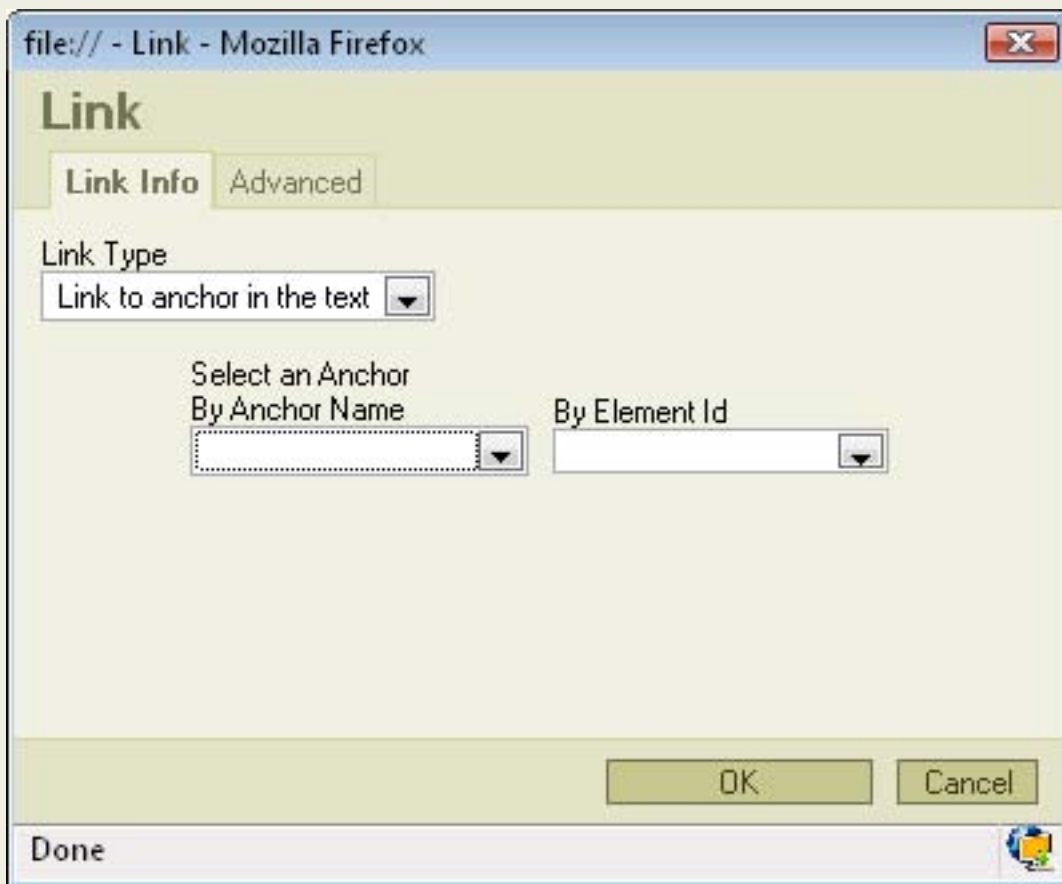 file:// - Link - Mozilla Firefox
Link
Link Info Advanced
Link Type
Link to anchor in the text
Select an Anchor
By Anchor Name By Element Id
OK Cancel
Done